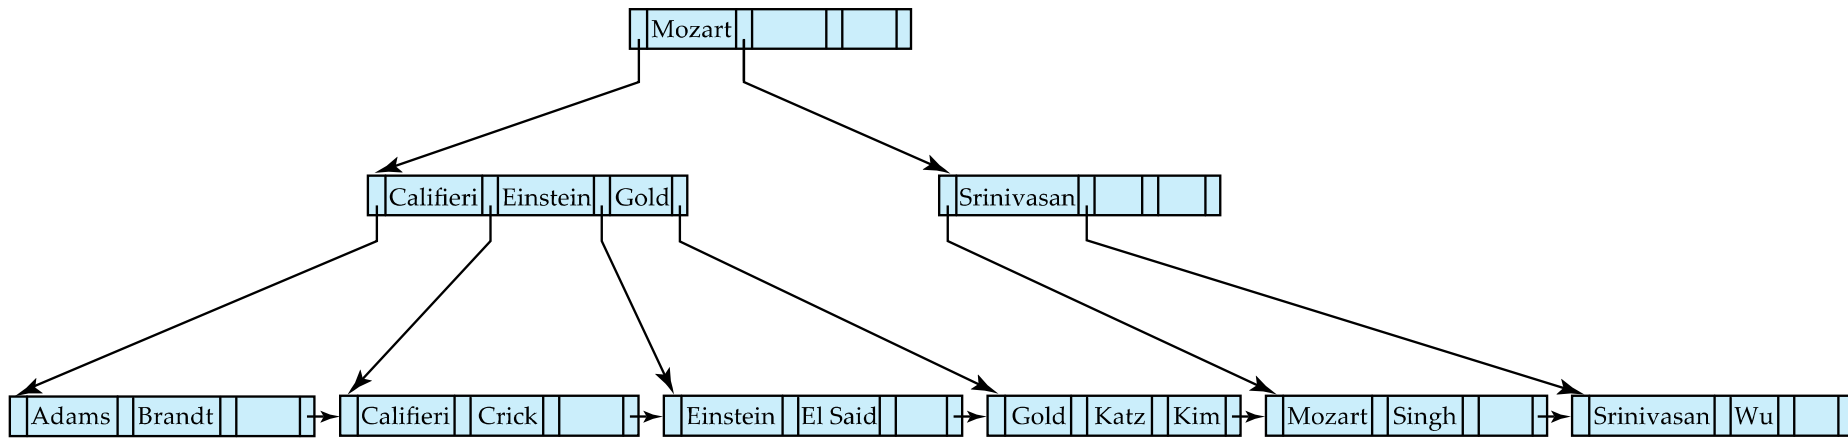 Mozart
Califieri Einstein Gold Srinivasan
Adams Brandt Califieri Crick Einstein El Said Gold Katz Kim Mozart Singh Srinivasan Wu